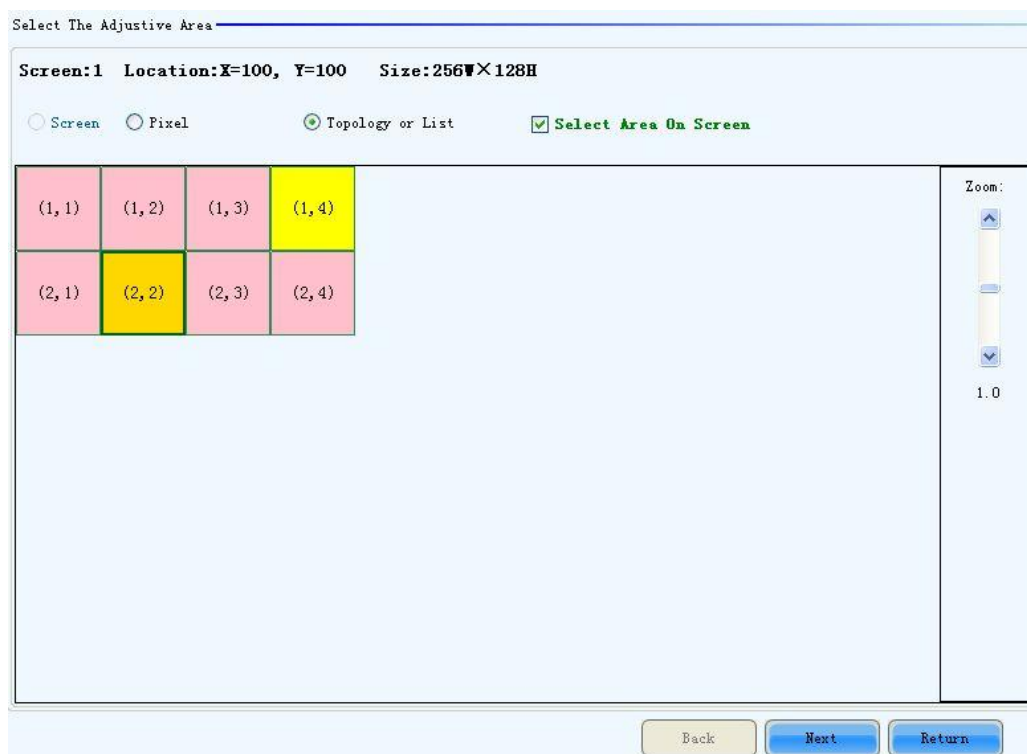 Select The Adjustive Area
Screen:1 Location:X=100, Y=100 Size:256W×128H
Screen Pixel Topology or List Select Area On Screen
(1, 1) (1, 2) (1, 3) (1, 4)
Zoom:
(2, 1) (2, 2) (2, 3) (2, 4)
1.0
Back Next Return